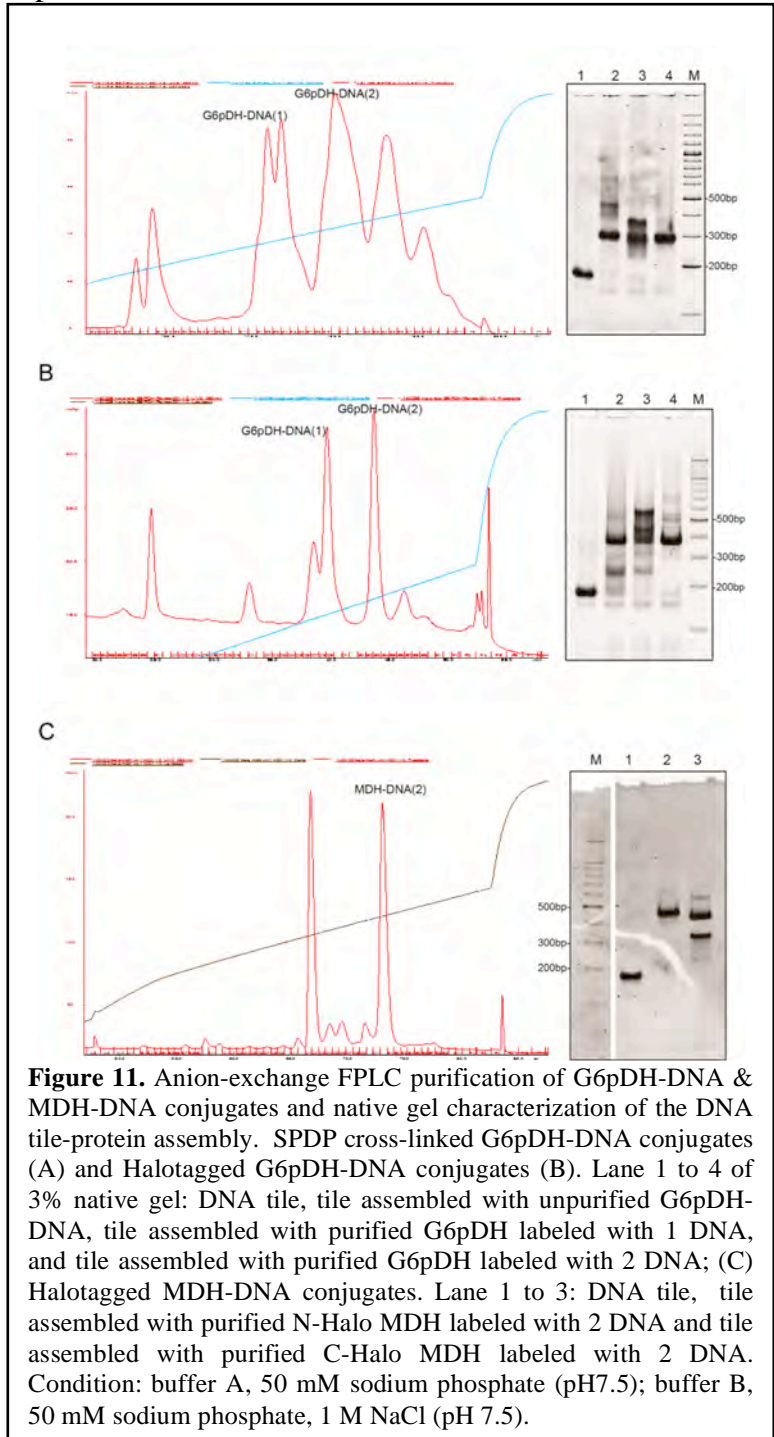 1 2 3 4 M
G6pDH-DNA(2)
G6pDH-DNA(1)
500bp
300bp
200bp
B
1 2 3 4 M
G6pDH-DNA(2)
G6pDH-DNA(1)
500bp
300bp
200bp
C
M 1 2 3
MDH-DNA(2)
500bp
300bp
200bp
Figure 11. Anion-exchange FPLC purification of G6pDH-DNA &
MDH-DNA conjugates and native gel characterization of the DNA
tile-protein assembly. SPDP cross-linked G6pDH-DNA conjugates
(A) and Halotagged G6pDH-DNA conjugates (B). Lane 1 to 4 of
3% native gel: DNA tile, tile assembled with unpurified G6pDH-
DNA, tile assembled with purified G6pDH labeled with 1 DNA,
and tile assembled with purified G6pDH labeled with 2 DNA; (C)
Halotagged MDH-DNA conjugates. Lane 1 to 3: DNA tile, tile
assembled with purified N-Halo MDH labeled with 2 DNA and tile
assembled with purified C-Halo MDH labeled with 2 DNA.
Condition: buffer A, 50 mM sodium phosphate (pH7.5); buffer B,
50 mM sodium phosphate, 1 M NaCl (pH 7.5).